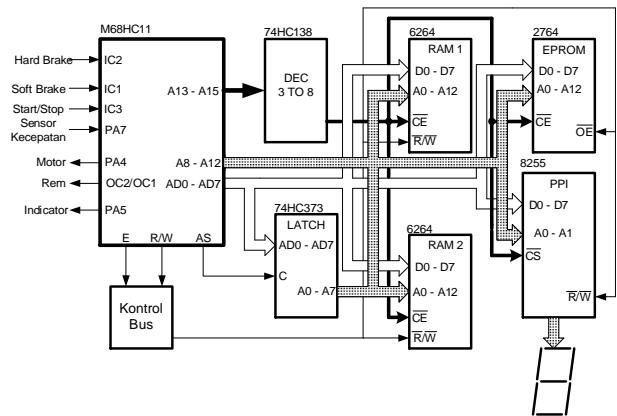 M68HC11
Hard Brake
IC2
Soft Brake
IC1
Start/Stop
IC3
Sensor
Kecepatan
PA7
Motor
PA4
Rem
OC2/OC1
Indicator
PA5
A13 - A15
A8 - A12
AD0 - AD7
E
R/W
AS
Kontrol
Bus
74HC138
DEC
3 TO 8
74HC373
LATCH
AD0 - AD7
C
A0 - A7
6264
RAM 1
D0 - D7
A0 - A12
CE
R/W
6264
RAM 2
D0 - D7
A0 - A12
CE
R/W
2764
EPROM
D0 - D7
A0 - A12
CE
OE
8255
PPI
D0 - D7
A0 - A1
CS
R/W